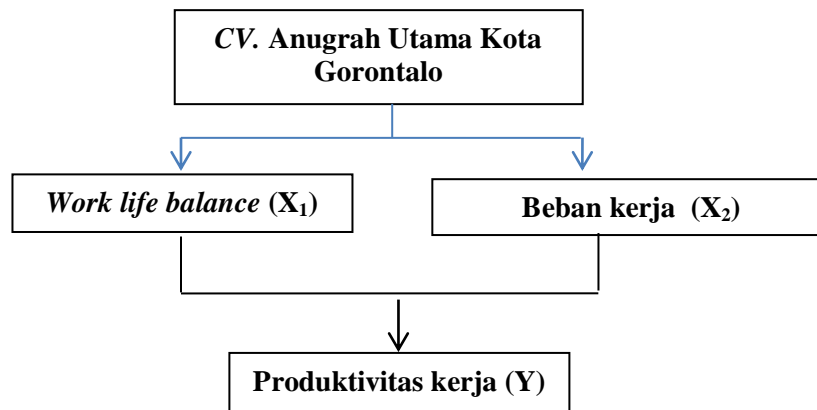 CV. Anugrah Utama Kota
Gorontalo
Work life balance (X₁)
Beban kerja (X₂)
Produktivitas kerja (Y)